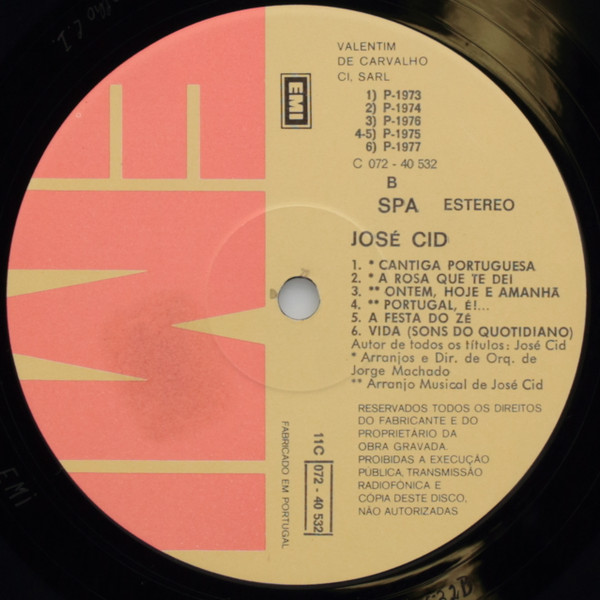 VALENTIM
DE CARVALHO
CI, SARL
EMI
1) P-1973
2) P-1974
3) P-1976
4-5) P-1975
6) P-1977
C 072 - 40 532
B
SPA ESTEREO
JOSÉ CID
1. * CANTIGA PORTUGUESA
2. * A ROSA QUE TE DEI
3. ** ONTEM, HOJE E AMANHÃ
4. ** PORTUGAL, É!...
5. A FESTA DO ZÉ
6. VIDA (SONS DO QUOTIDIANO)
Autor de todos os títulos: José Cid
* Arranjos e Dir. de Orq. de
Jorge Machado
** Arranjo Musical de José Cid
RESERVADOS TODOS OS DIREITOS
DO FABRICANTE E DO
PROPRIETÁRIO DA
OBRA GRAVADA.
PROIBIDAS A EXECUÇÃO
PÚBLICA, TRANSMISSÃO
RADIOFÓNICA E
CÓPIA DESTE DISCO,
NÃO AUTORIZADAS
11C 072 - 40 532
FABRICADO EM PORTUGAL
EMI
EMi